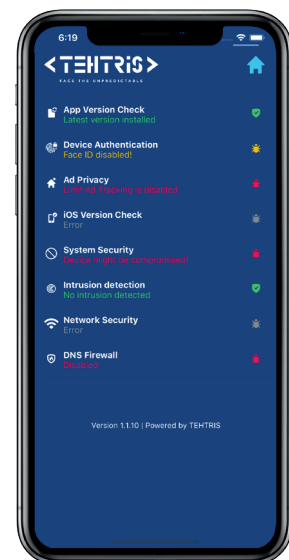 6:19
<TEHTRIS>
FACE THE UNPREDICTABLE
App Version Check
Latest version installed
Device Authentication
Face ID disabled!
Ad Privacy
Limit Ad Tracking is disabled
iOS Version Check
Error
System Security
Device might be compromised!
Intrusion detection
No intrusion detected
Network Security
Error
DNS Firewall
Disabled
Version 1.1.10 | Powered by TEHTRIS